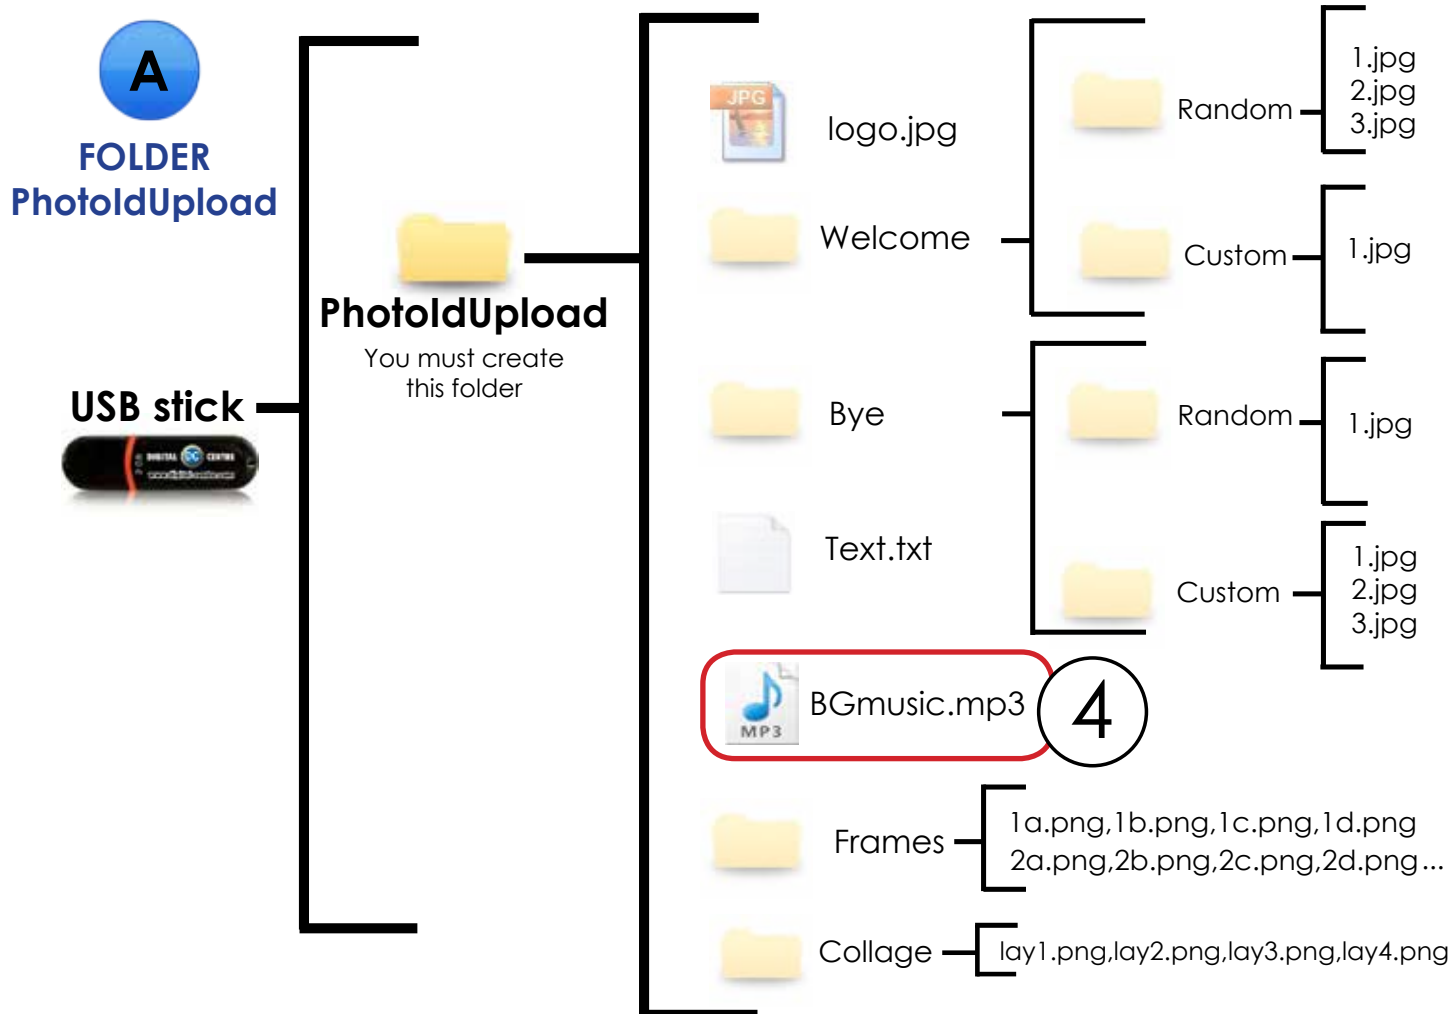 A
FOLDER
PhotoIdUpload
USB stick
DIGITAL DC CENTRE
PhotoIdUpload
You must create
this folder
JPG
logo.jpg
Welcome
Random
1.jpg
2.jpg
3.jpg
Custom
1.jpg
Bye
Random
1.jpg
Custom
1.jpg
2.jpg
3.jpg
Text.txt
MP3
BGmusic.mp3
4
Frames
1a.png,1b.png,1c.png,1d.png
2a.png,2b.png,2c.png,2d.png...
Collage
lay1.png,lay2.png,lay3.png,lay4.png